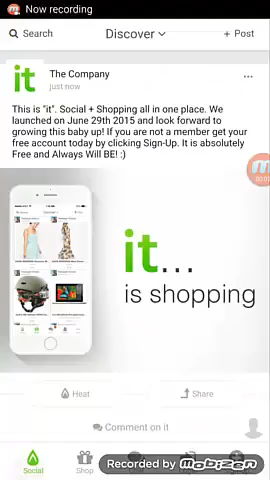 Now recording
Search
Discover
+ Post
it
The Company
just now
This is "it". Social + Shopping all in one place. We
launched on June 29th 2015 and look forward to
growing this baby up! If you are not a member get your
free account today by clicking Sign-Up. It is absolutely
Free and Always Will BE! :)
it...
is shopping
Heat
Share
Comment on it
Social
Shop
Recorded by Mobizen